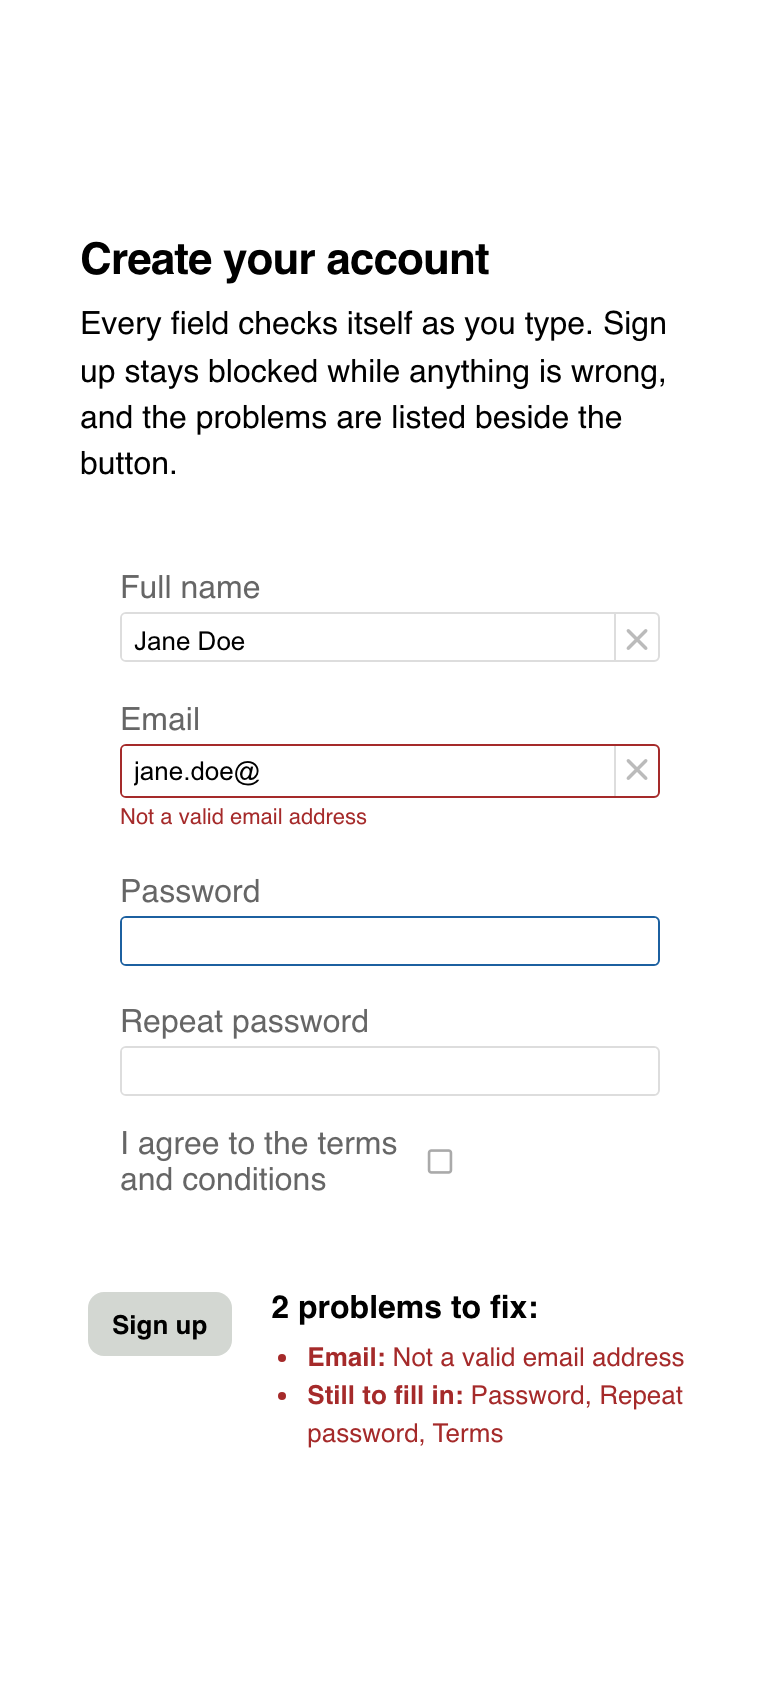 Create your account
Every field checks itself as you type. Sign
up stays blocked while anything is wrong,
and the problems are listed beside the
button.
Full name
Jane Doe
Email
jane.doe@
Not a valid email address
Password
Repeat password
I agree to the terms
and conditions
Sign up
2 problems to fix:
• Email: Not a valid email address
• Still to fill in: Password, Repeat
password, Terms